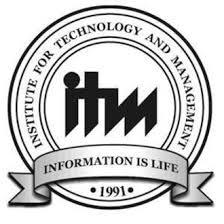 INSTITUTE FOR TECHNOLOGY AND MANAGEMENT
itm
INFORMATION IS LIFE
• 1991 •